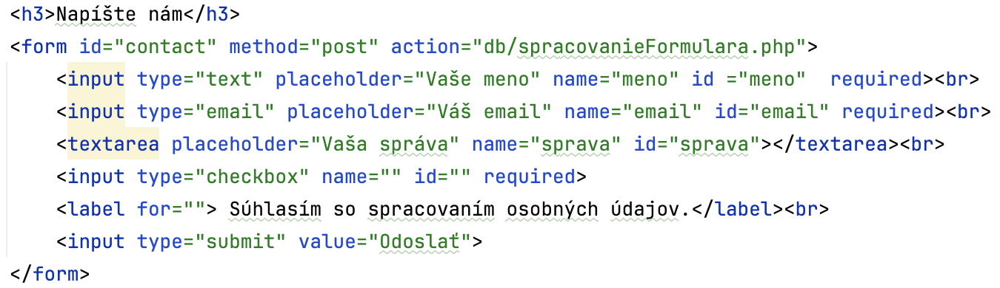 <h3>Napíšte nám</h3>
<form id="contact" method="post" action="db/spracovanieFormulara.php">
    <input type="text" placeholder="Vaše meno" name="meno" id ="meno"  required><br>
    <input type="email" placeholder="Váš email" name="email" id="email" required><br>
    <textarea placeholder="Vaša správa" name="sprava" id="sprava"></textarea><br>
    <input type="checkbox" name="" id="" required>
    <label for=""> Súhlasím so spracovaním osobných údajov.</label><br>
    <input type="submit" value="Odoslať">
</form>